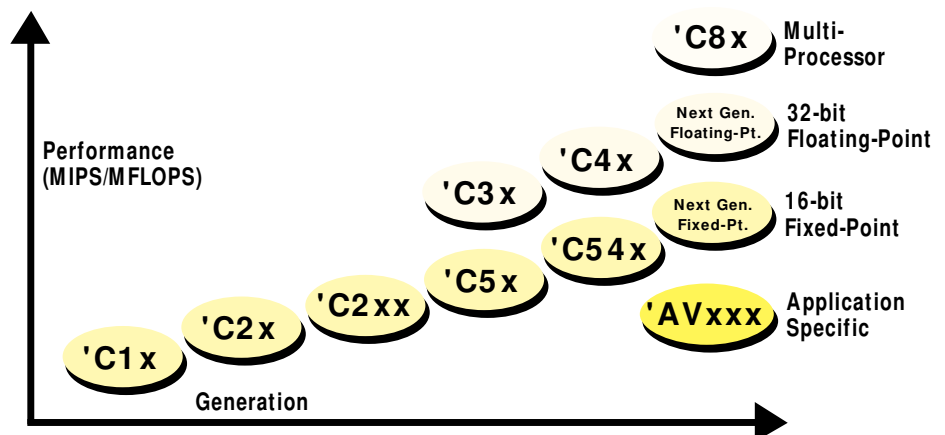 'C8x
Multi-
Processor
Next Gen.
Floating-Pt.
32-bit
Floating-Point
Performance
(MIPS/MFLOPS)
'C3x
'C4x
Next Gen.
Fixed-Pt.
16-bit
Fixed-Point
'C1x
'C2x
'C2xx
'C5x
'C54x
'AVxxx
Application
Specific
Generation